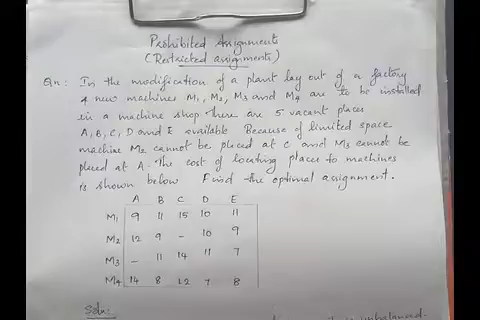 Prohibited Assignments
(Restricted assignments)
Qn: In the modification of a plant lay out of a factory
4 new machines M1, M2, M3 and M4 are to be installed
in a machine shop there are 5 vacant places
A, B, C, D and E available Because of limited space
machine M2 cannot be placed at C and M3 cannot be
placed at A. The cost of locating places to machines
is shown below Find the optimal assignment.
A B C D E
M1 9 11 15 10 11
M2 12 9 - 10 9
M3 - 11 14 11 7
M4 14 8 12 7 8
Soln:
is unbalanced.